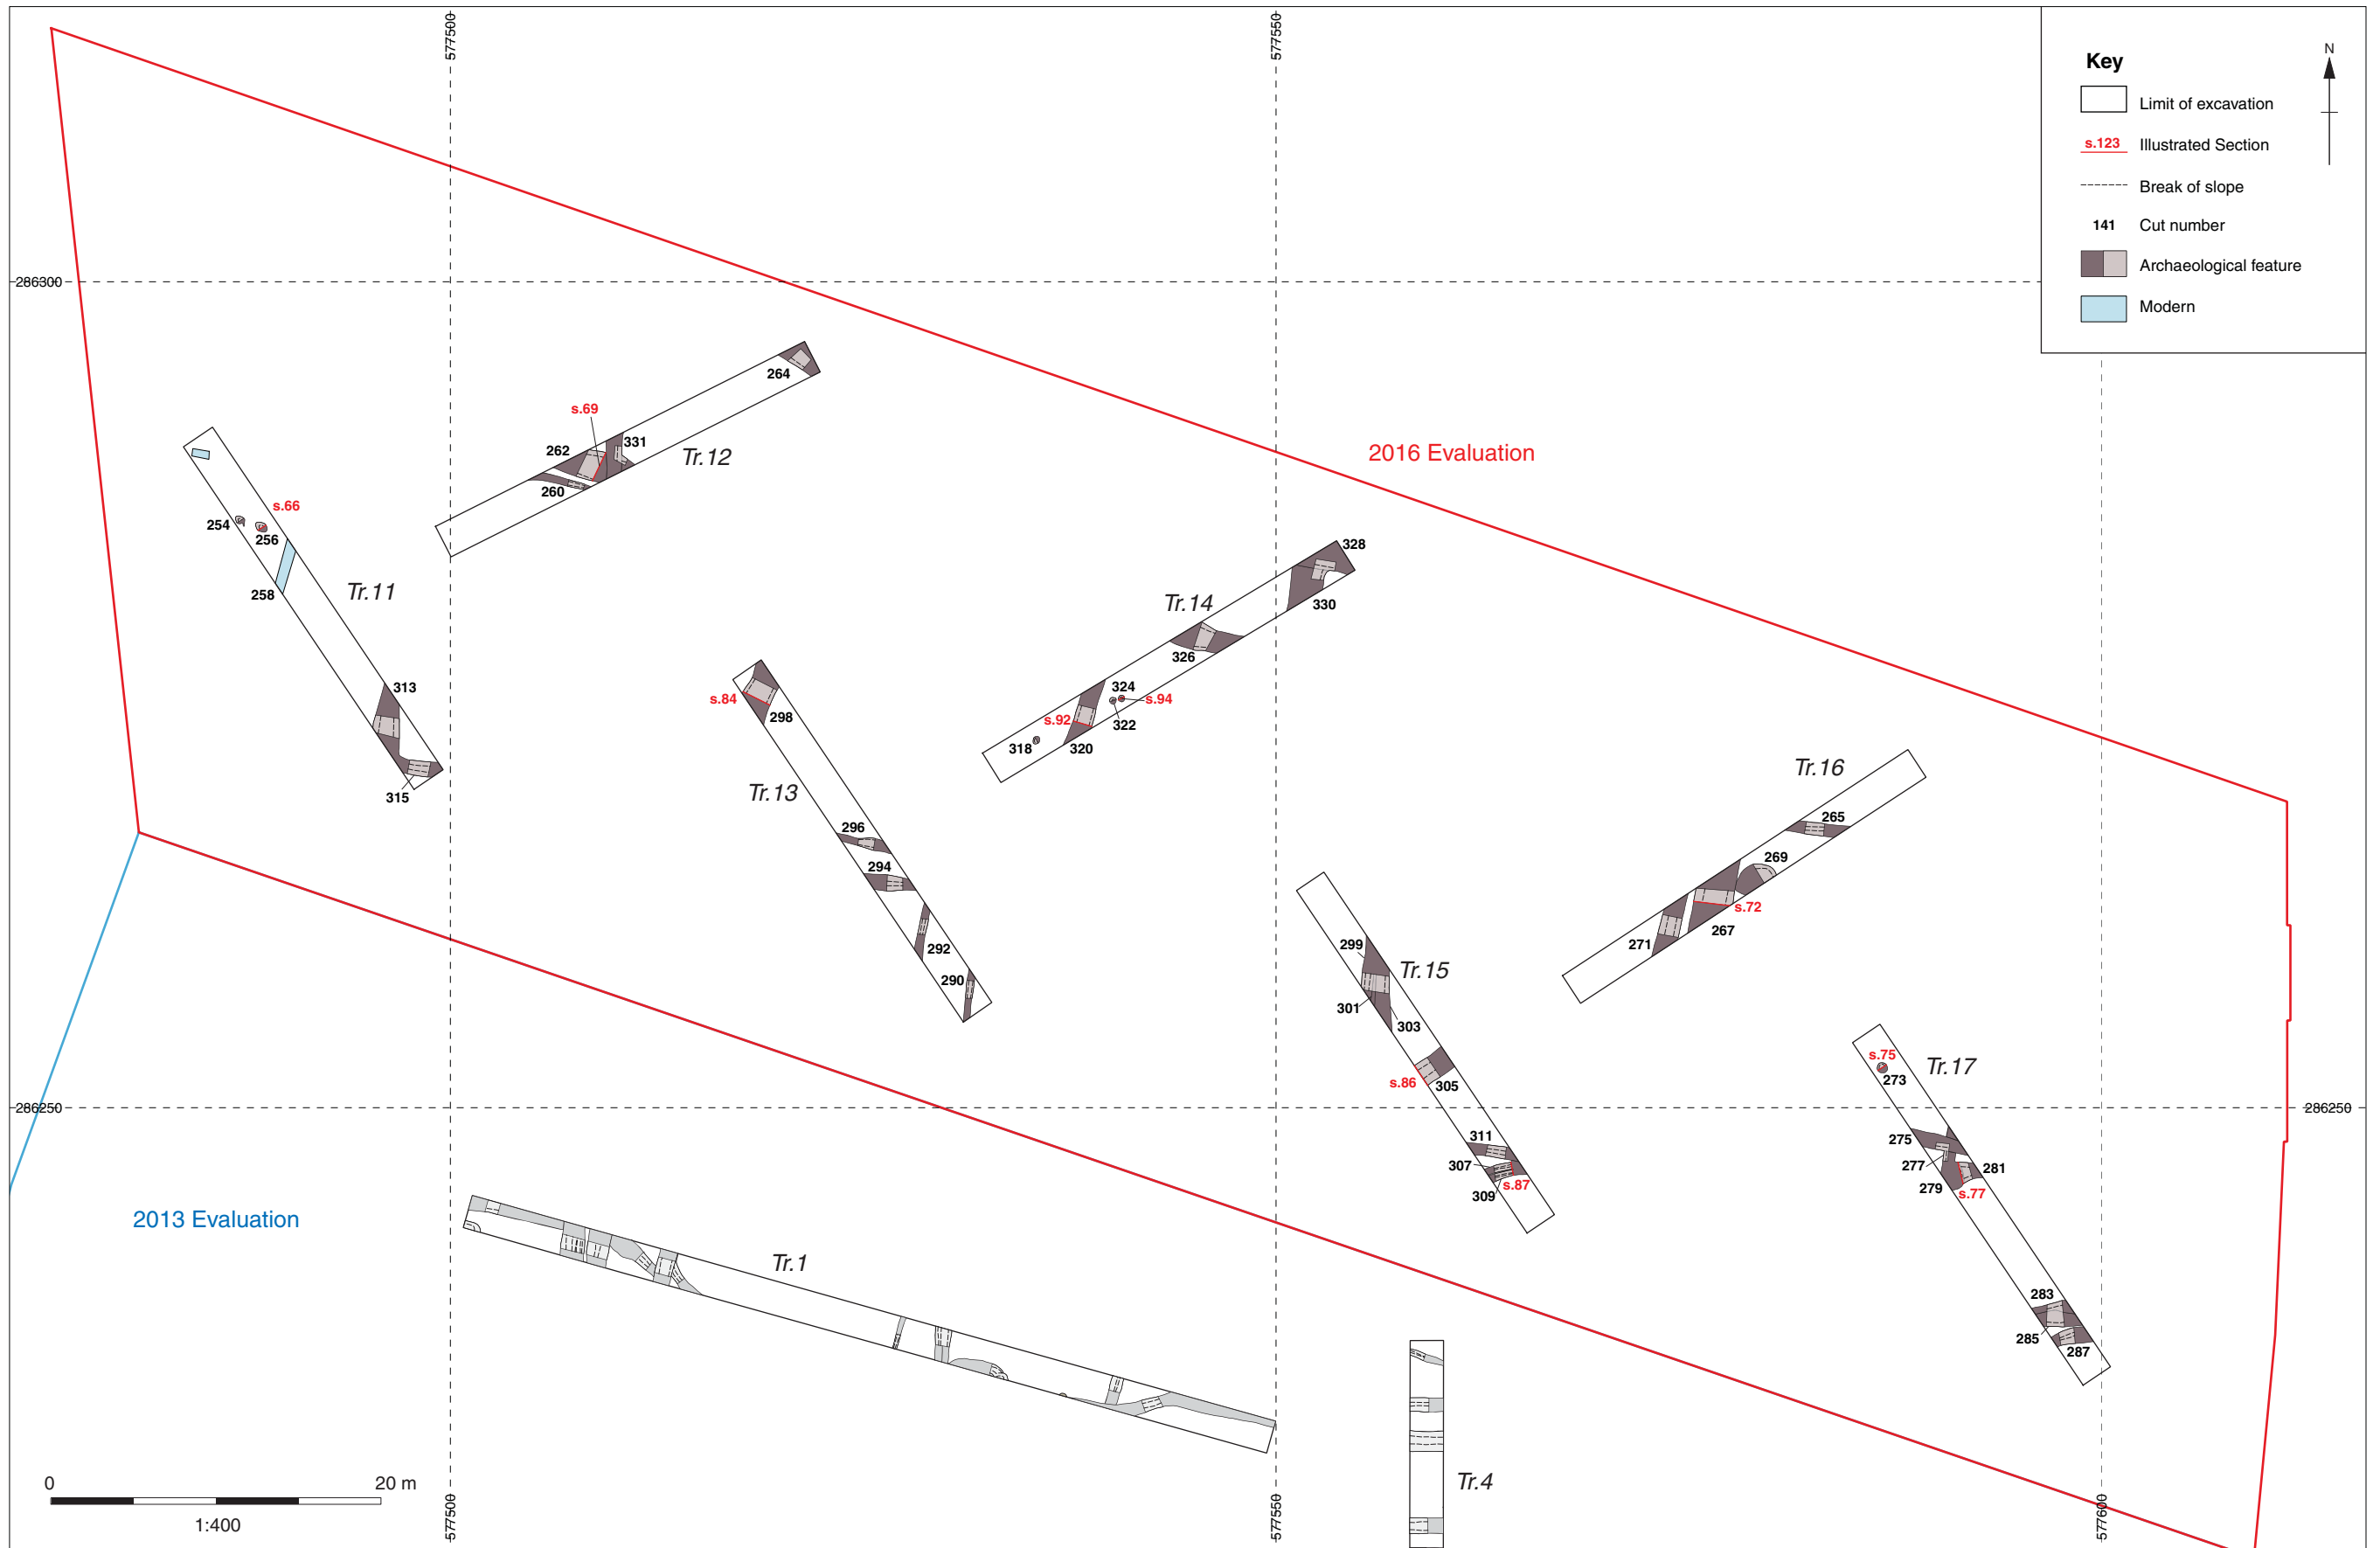 577500
577550
Key
N
Limit of excavation
s.123 Illustrated Section
Break of slope
141 Cut number
Archaeological feature
Modern
286300
264
s.69
262
331
Tr.12
260
2016 Evaluation
s.66
254
256
258
Tr.11
313
315
328
Tr.14
330
326
324
s.94
322
s.92
318
320
s.84
298
Tr.13
296
294
292
290
Tr.16
265
269
s.72
267
271
299
Tr.15
301
303
s.86
305
311
307
s.87
309
s.75
273
Tr.17
275
277
281
279
s.77
283
285
287
286250
286250
2013 Evaluation
Tr.1
Tr.4
0
20 m
1:400
577500
577550
577600